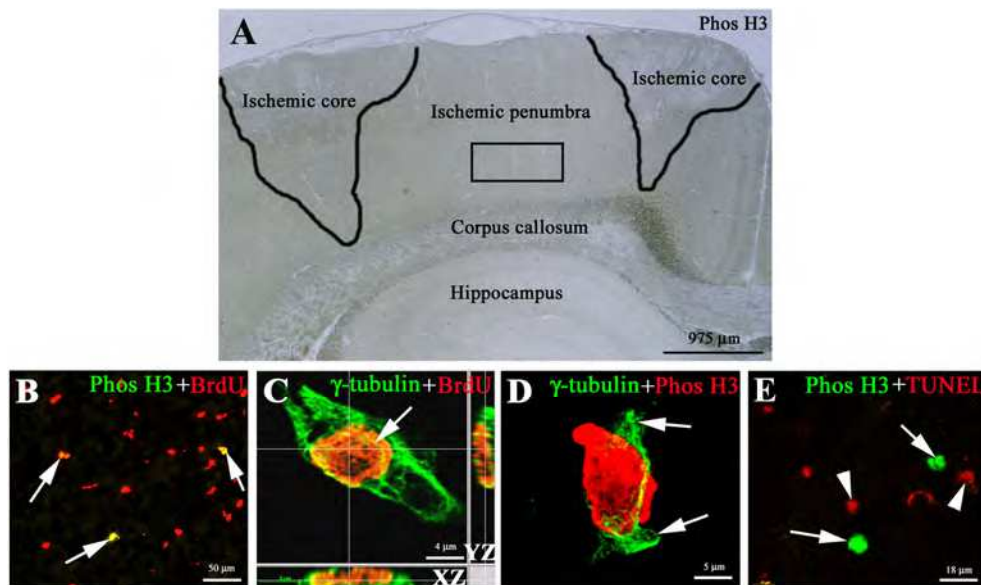 Phos H3
A
Ischemic core
Ischemic core
Ischemic penumbra
Corpus callosum
Hippocampus
975 µm
B Phos H3+BrdU
50 µm
C γ-tubulin+BrdU
4 µm
YZ
XZ
D γ-tubulin+Phos H3
5 µm
E Phos H3+TUNEL
18 µm